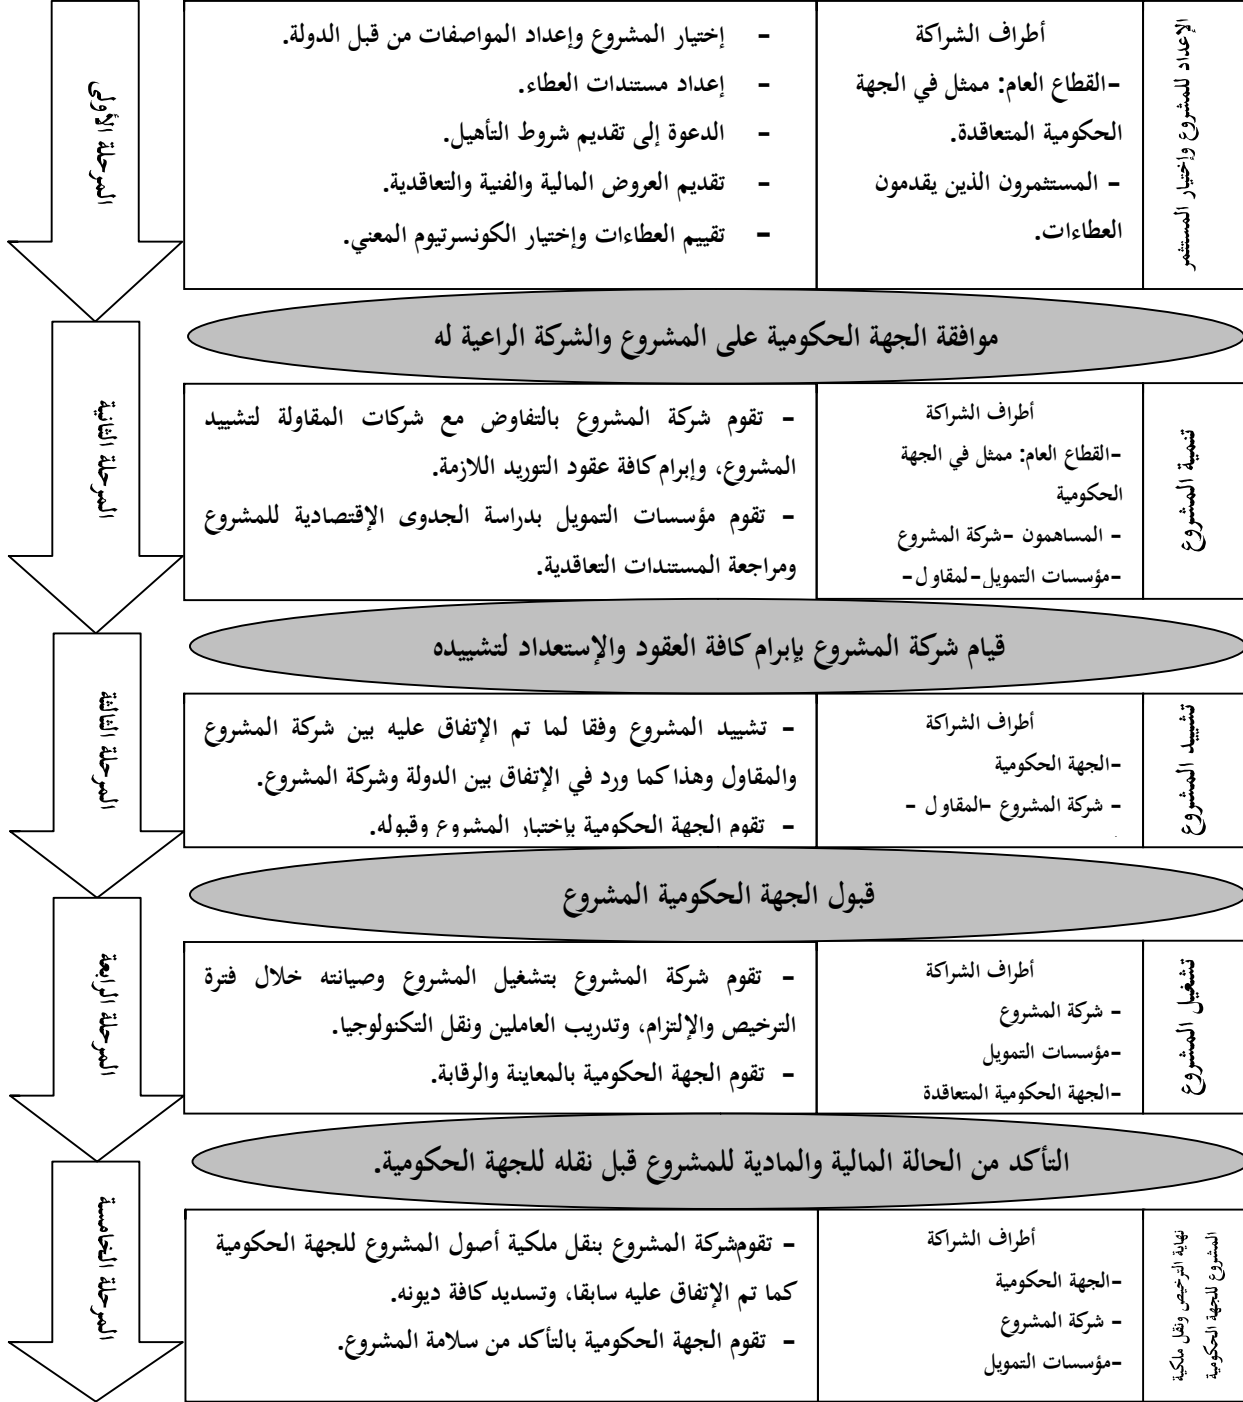 الإعداد للمشروع وإختيار المستثمر
أطراف الشراكة
-القطاع العام: ممثل في الجهة
الحكومية المتعاقدة.
- المستثمرون الذين يقدمون
العطاءات.
- إختيار المشروع وإعداد المواصفات من قبل الدولة.
- إعداد مستندات العطاء.
- الدعوة إلى تقديم شروط التأهيل.
- تقديم العروض المالية والفنية والتعاقدية.
- تقييم العطاءات وإختيار الكونسرتيوم المعني.
المرحلة الأولى
موافقة الجهة الحكومية على المشروع والشركة الراعية له
تنمية المشروع
أطراف الشراكة
-القطاع العام: ممثل في الجهة
الحكومية
- المساهمون -شركة المشروع
-مؤسسات التمويل-لمقاول-
- تقوم شركة المشروع بالتفاوض مع شركات المقاولة لتشييد
المشروع، وإبرام كافة عقود التوريد اللازمة.
- تقوم مؤسسات التمويل بدراسة الجدوى الإقتصادية للمشروع
ومراجعة المستندات التعاقدية.
المرحلة الثانية
قيام شركة المشروع بإبرام كافة العقود والإستعداد لتشييده
تشييد المشروع
أطراف الشراكة
-الجهة الحكومية
- شركة المشروع -المقاول -
- تشييد المشروع وفقا لما تم الإتفاق عليه بين شركة المشروع
والمقاول وهذا كما ورد في الإتفاق بين الدولة وشركة المشروع.
- تقوم الجهة الحكومية بإختبار المشروع وقبوله.
المرحلة الثالثة
قبول الجهة الحكومية المشروع
تشغيل المشروع
أطراف الشراكة
- شركة المشروع
-مؤسسات التمويل
-الجهة الحكومية المتعاقدة
- تقوم شركة المشروع بتشغيل المشروع وصيانته خلال فترة
الترخيص والإلتزام، وتدريب العاملين ونقل التكنولوجيا.
- تقوم الجهة الحكومية بالمعاينة والرقابة.
المرحلة الرابعة
التأكد من الحالة المالية والمادية للمشروع قبل نقله للجهة الحكومية.
نهاية الترخيص ونقل ملكية
المشروع للجهة الحكومية
أطراف الشراكة
-الجهة الحكومية
- شركة المشروع
-مؤسسات التمويل
- تقومشركة المشروع بنقل ملكية أصول المشروع للجهة الحكومية
كما تم الإتفاق عليه سابقا، وتسديد كافة ديونه.
- تقوم الجهة الحكومية بالتأكد من سلامة المشروع.
المرحلة الخامسة